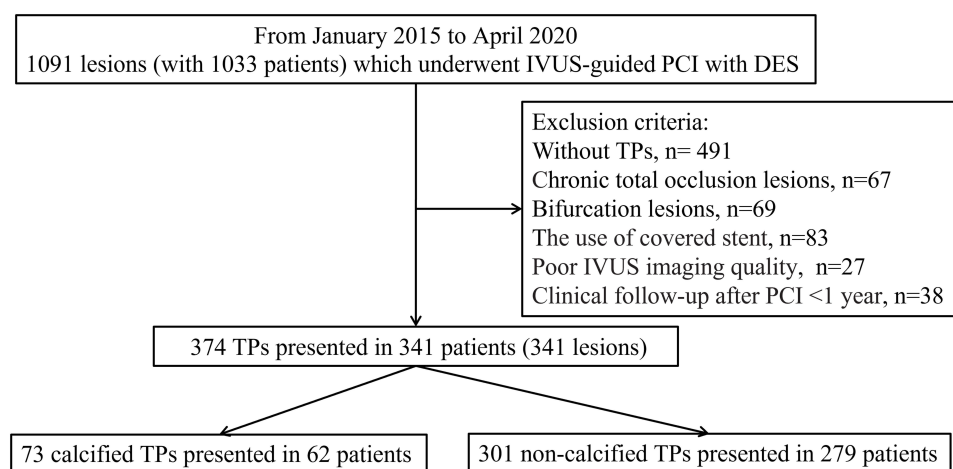 From January 2015 to April 2020
1091 lesions (with 1033 patients) which underwent IVUS-guided PCI with DES
Exclusion criteria:
Without TPs, n= 491
Chronic total occlusion lesions, n=67
Bifurcation lesions, n=69
The use of covered stent, n=83
Poor IVUS imaging quality,  n=27
Clinical follow-up after PCI <1 year, n=38
374 TPs presented in 341 patients (341 lesions)
73 calcified TPs presented in 62 patients
301 non-calcified TPs presented in 279 patients